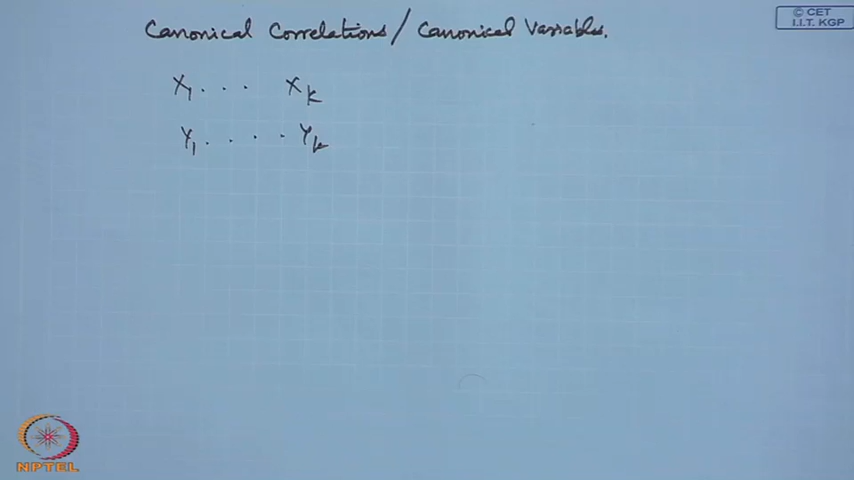 Canonical Correlations / Canonical Variables.
© CET
I.I.T. KGP
X1 . . . Xk
Y1 . . . . Yk
NPTEL